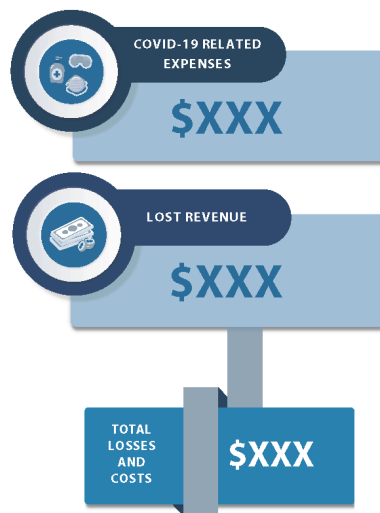 COVID-19 RELATED
EXPENSES
$XXX
LOST REVENUE
$XXX
TOTAL
LOSSES
AND
COSTS
$XXX